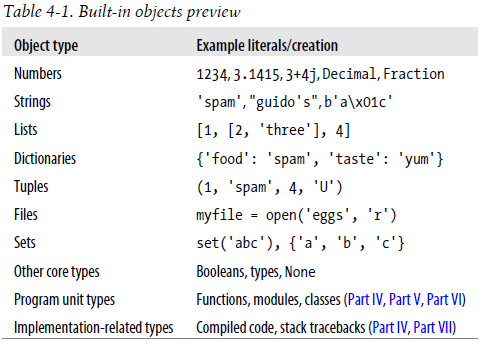 Table 4-1. Built-in objects preview
Object type Example literals/creation
Numbers 1234, 3.1415, 3+4j, Decimal, Fraction
Strings 'spam', "guido's", b'a\x01c'
Lists [1, [2, 'three'], 4]
Dictionaries {'food': 'spam', 'taste': 'yum'}
Tuples (1, 'spam', 4, 'U')
Files myfile = open('eggs', 'r')
Sets set('abc'), {'a', 'b', 'c'}
Other core types Booleans, types, None
Program unit types Functions, modules, classes (Part IV, Part V, Part VI)
Implementation-related types Compiled code, stack tracebacks (Part IV, Part VII)